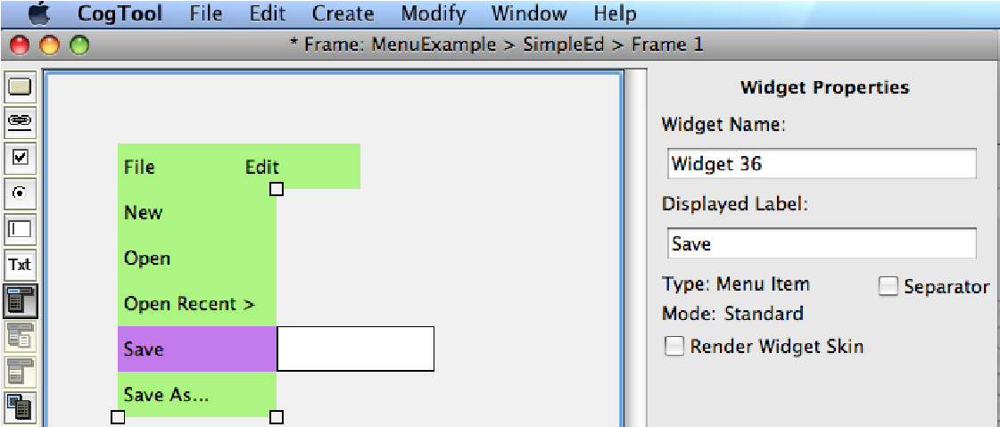 CogTool File Edit Create Modify Window Help
* Frame: MenuExample > SimpleEd > Frame 1
Widget Properties
Widget Name:
Widget 36
Displayed Label:
Save
Type: Menu Item
Separator
Mode: Standard
Render Widget Skin
Txt
File Edit
New
Open
Open Recent >
Save
Save As...